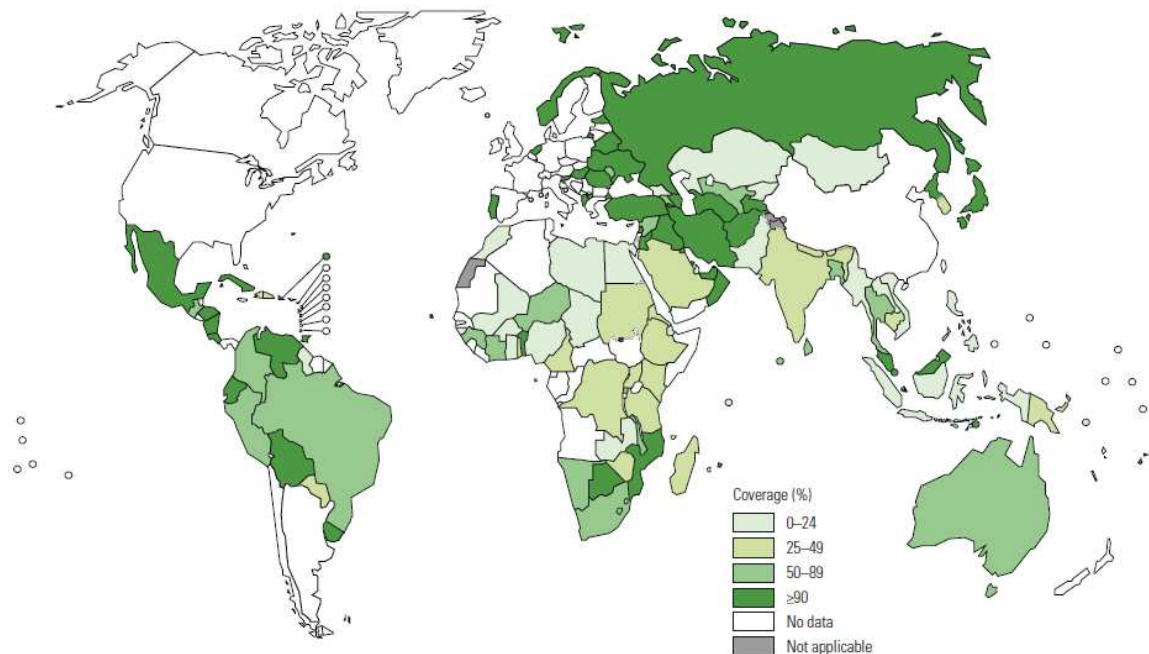 Coverage (%)
0–24
25–49
50–89
≥90
No data
Not applicable